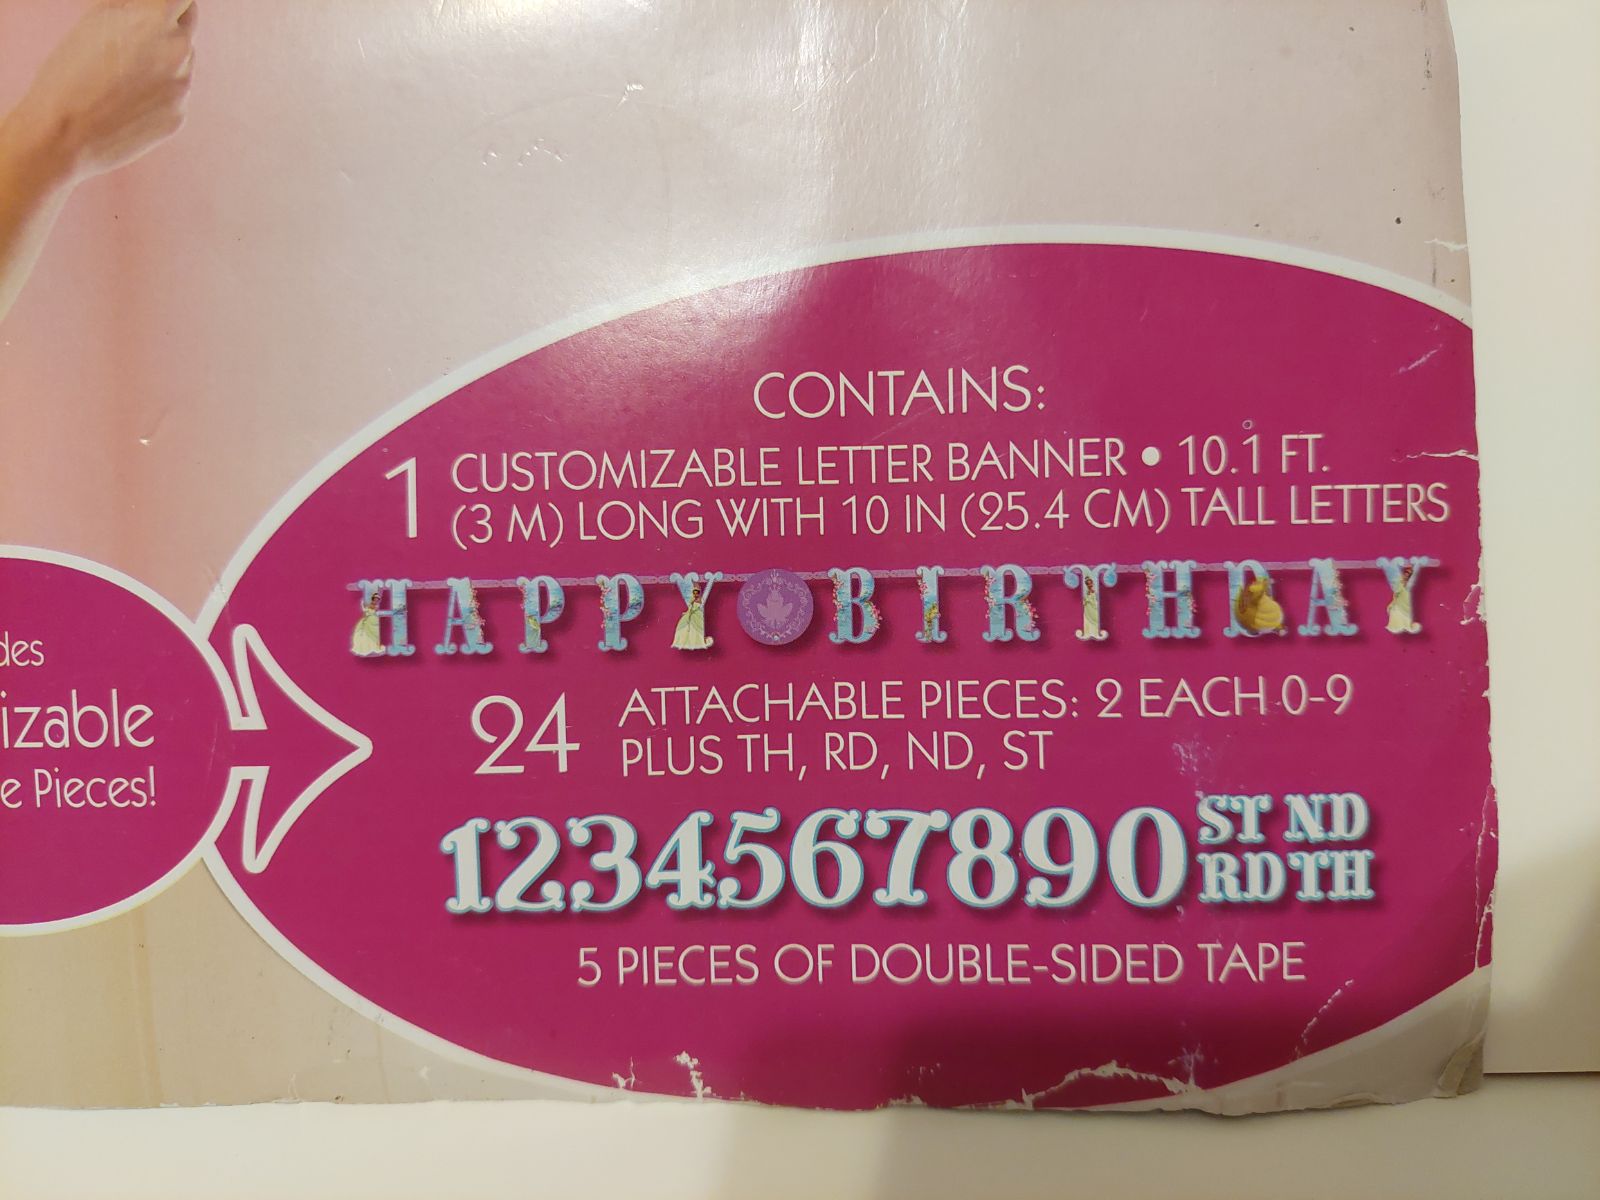 CONTAINS:
1 CUSTOMIZABLE LETTER BANNER • 10.1 FT.
(3 M) LONG WITH 10 IN (25.4 CM) TALL LETTERS
HAPPY BIRTHDAY
24 ATTACHABLE PIECES: 2 EACH 0-9
PLUS TH, RD, ND, ST
1234567890 ST ND
RD TH
5 PIECES OF DOUBLE-SIDED TAPE
des
izable
e Pieces!